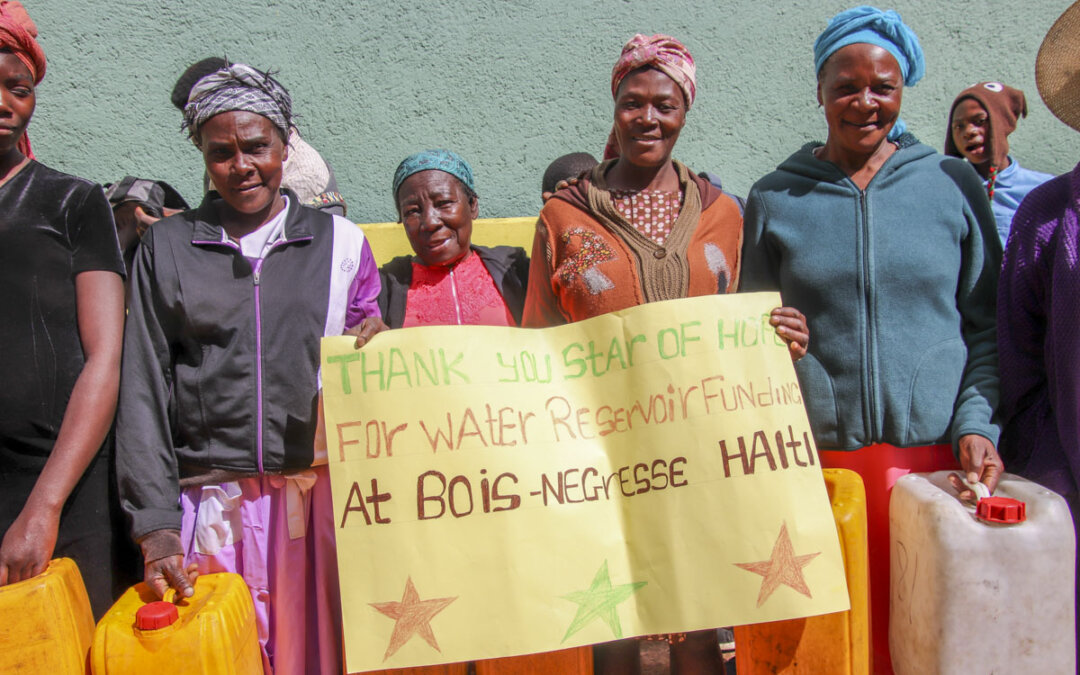 THANK YOU STAR OF HOPE
FOR WATER RESERVOIR FUNDING
At BOIS-NEGRESSE HAITI